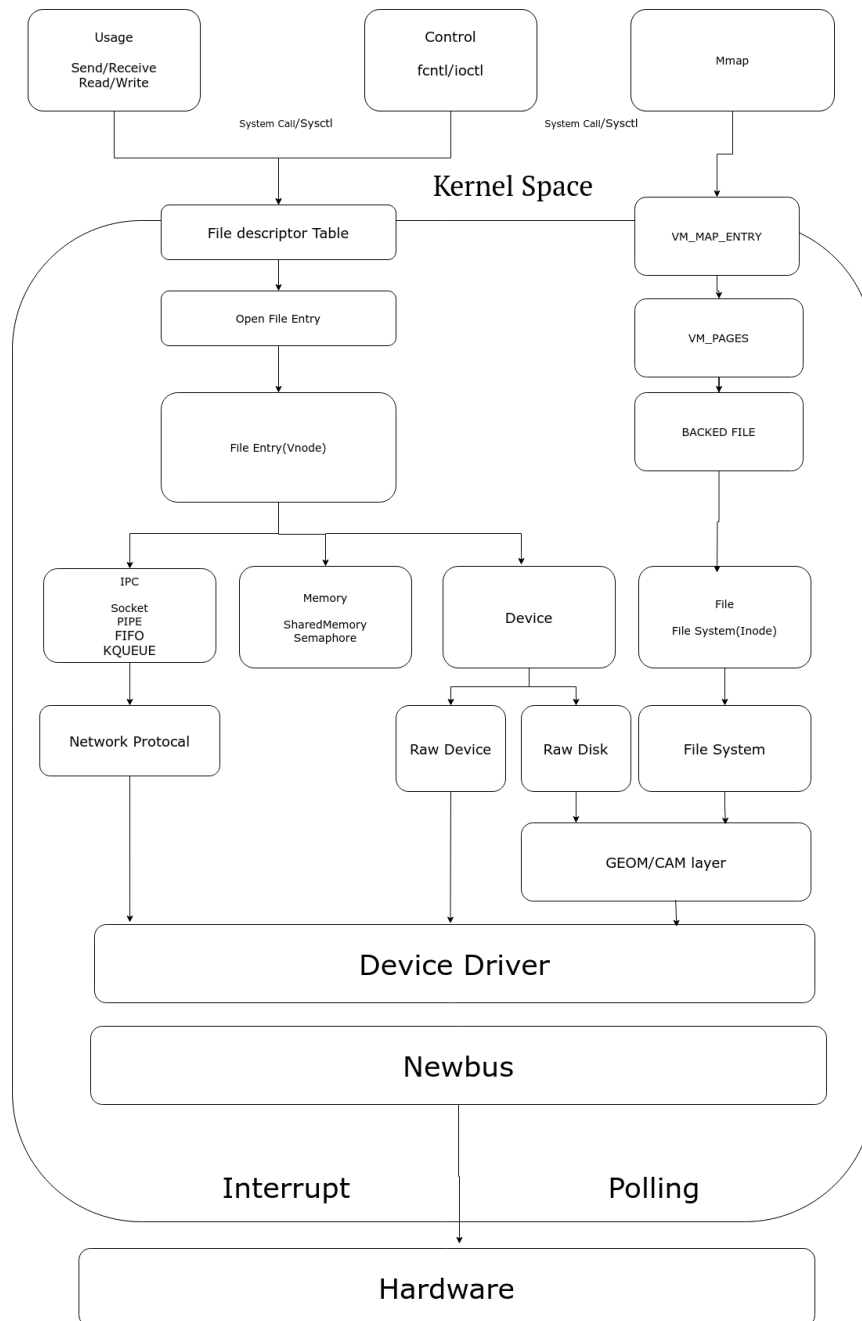 Usage
Send/Receive
Read/Write
Control
fcntl/ioctl
Mmap
System Call/Sysctl
System Call/Sysctl
Kernel Space
File descriptor Table
VM_MAP_ENTRY
Open File Entry
VM_PAGES
File Entry(Vnode)
BACKED FILE
IPC
Socket
PIPE
FIFO
KQUEUE
Memory
SharedMemory
Semaphore
Device
File
File System(Inode)
Network Protocal
Raw Device
Raw Disk
File System
GEOM/CAM layer
Device Driver
Newbus
Interrupt
Polling
Hardware